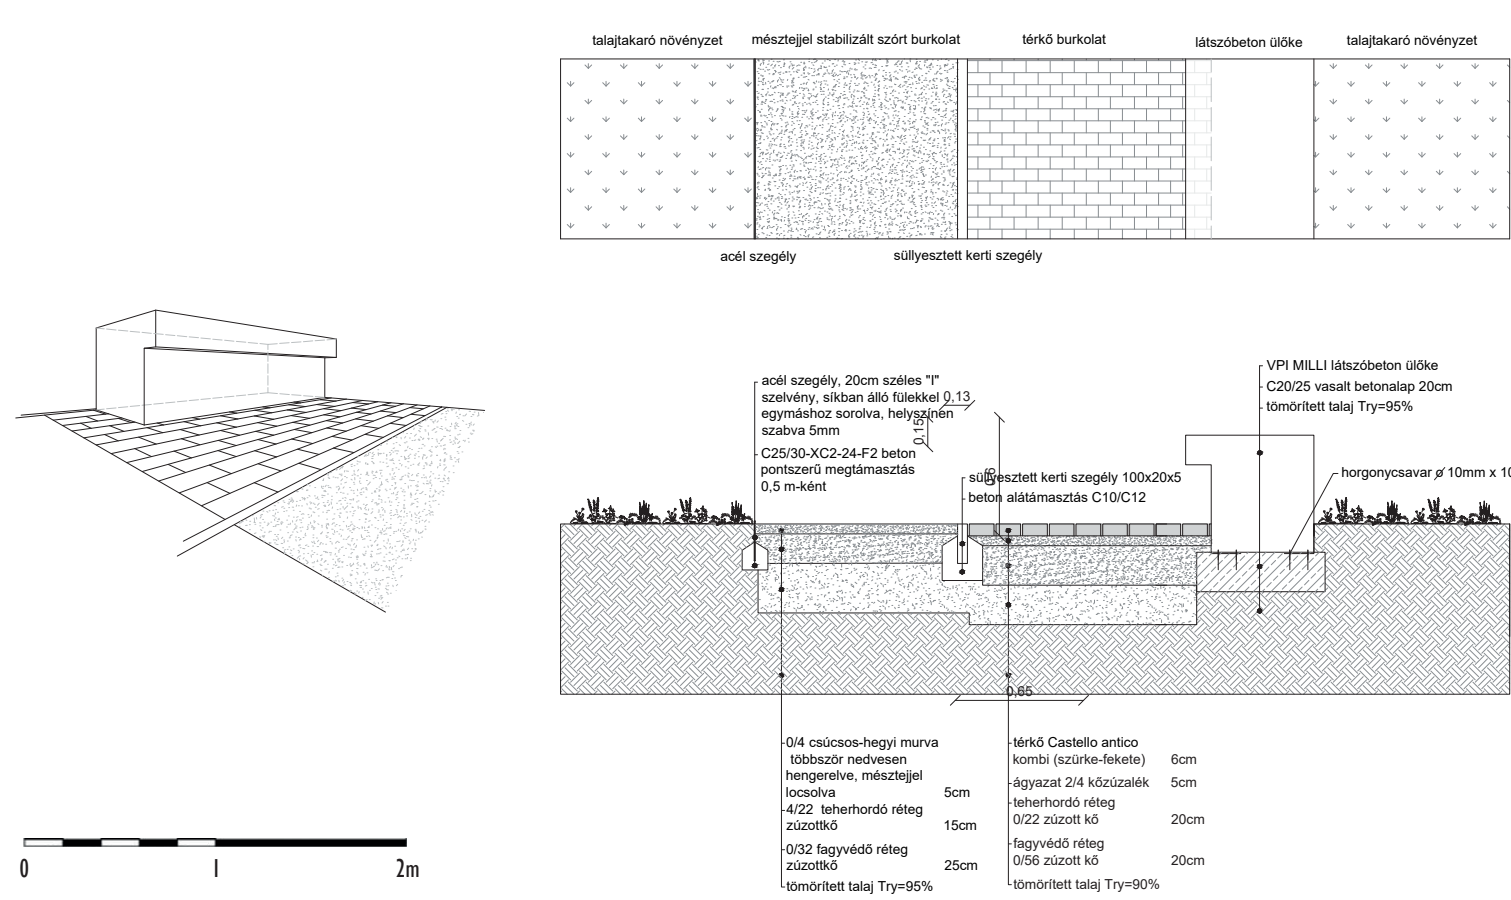 talajtakaró növényzet
mésztejjel stabilizált szórt burkolat
térkő burkolat
látszóbeton ülőke
talajtakaró növényzet
acél szegély
süllyesztett kerti szegély
acél szegély, 20cm széles "I"
szelvény, síkban álló fülekkel
egymáshoz sorolva, helyszínen
szabva 5mm
C25/30-XC2-24-F2 beton
pontszerű megtámasztás
0,5 m-ként
0,13
0,15
0,6
süllyesztett kerti szegély 100x20x5
beton alátámasztás C10/C12
VPI MILLI látszóbeton ülőke
C20/25 vasalt betonalap 20cm
tömörített talaj Try=95%
horgonycsavar ø 10mm x 10
0,65
0/4 csúcsos-hegyi murva
többször nedvesen
hengerelve, mésztejjel
locsolva 5cm
4/22 teherhordó réteg
zúzottkő 15cm
0/32 fagyvédő réteg
zúzottkő 25cm
tömörített talaj Try=95%
térkő Castello antico
kombi (szürke-fekete) 6cm
ágyazat 2/4 kőzúzalék 5cm
teherhordó réteg
0/22 zúzott kő 20cm
fagyvédő réteg
0/56 zúzott kő 20cm
tömörített talaj Try=90%
0 1 2m